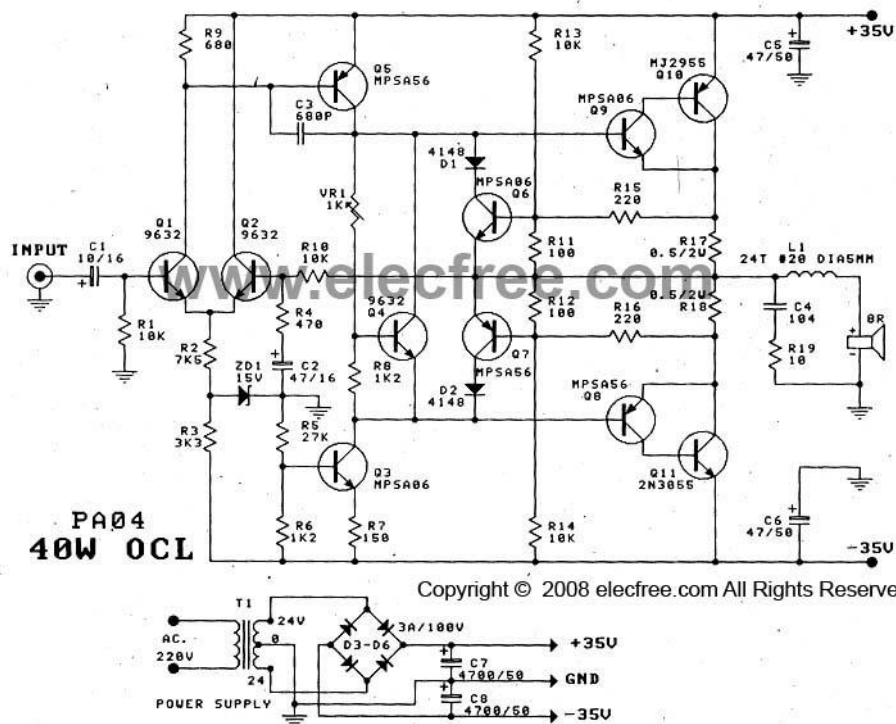 R9
680
Q5
MPSA56
R13
10K
MJ2955
Q10
C5
47/50
+35V
MPSA06
Q9
C3
680P
4148
D1
MPSA06
Q6
VR1
1K
R15
220
INPUT
C1
10/16
Q1
9632
Q2
9632
R10
10K
R11
100
R17
0.5/2W
L1
24T #20 DIA5MM
www.elecfree.com
9632
Q4
R12
100
R16
220
0.5/2W
R18
C4
104
8R
R1
10K
R4
470
R2
7K5
ZD1
15V
C2
47/16
R8
1K2
Q7
MPSA56
R19
10
D2
4148
MPSA56
Q8
R3
3K3
R5
27K
Q3
MPSA06
Q11
2N3055
PA04
40W OCL
R6
1K2
R7
150
R14
10K
C6
47/50
-35V
Copyright © 2008 elecfree.com All Rights Reserve
T1
24V
0
24
AC.
220V
3A/100V
D3-D6
+35V
C7
4700/50
GND
C8
4700/50
-35V
POWER SUPPLY